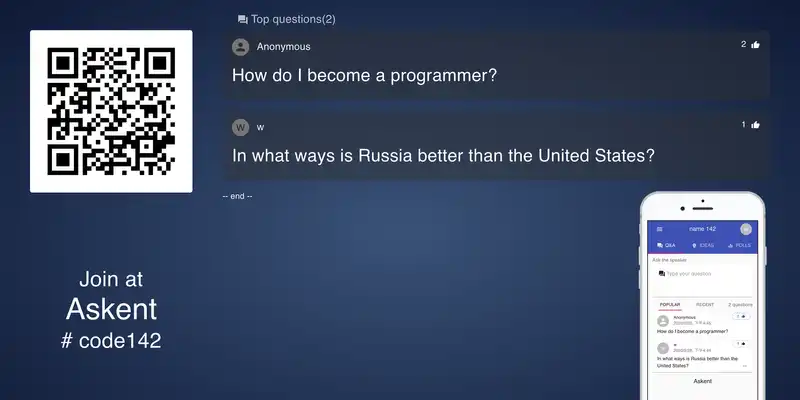 Top questions(2)
Anonymous
2
How do I become a programmer?
W
w
1
In what ways is Russia better than the United States?
-- end --
Join at
Askent
# code142
name 142
Q&A
IDEAS
POLLS
Ask the speaker
Type your question
POPULAR
RECENT
2 questions
Anonymous
How do I become a programmer?
w
In what ways is Russia better than the
United States?
Askent